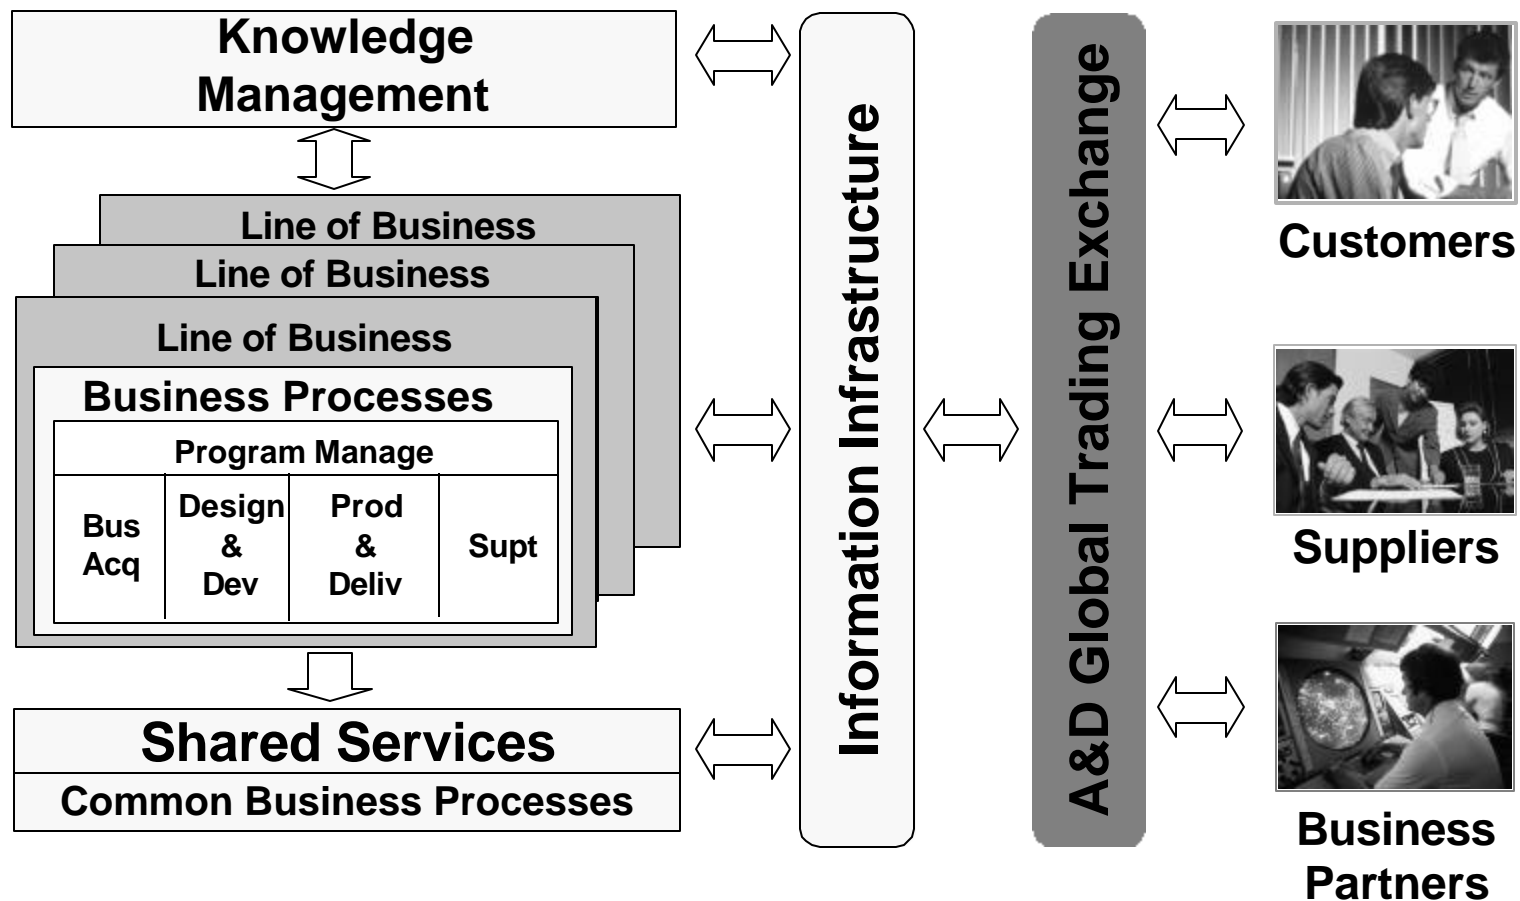 Knowledge
Management
Line of Business
Line of Business
Line of Business
Business Processes
Program Manage
Bus
Acq
Design
&
Dev
Prod
&
Deliv
Supt
Shared Services
Common Business Processes
Information Infrastructure
A&D Global Trading Exchange
Customers
Suppliers
Business
Partners